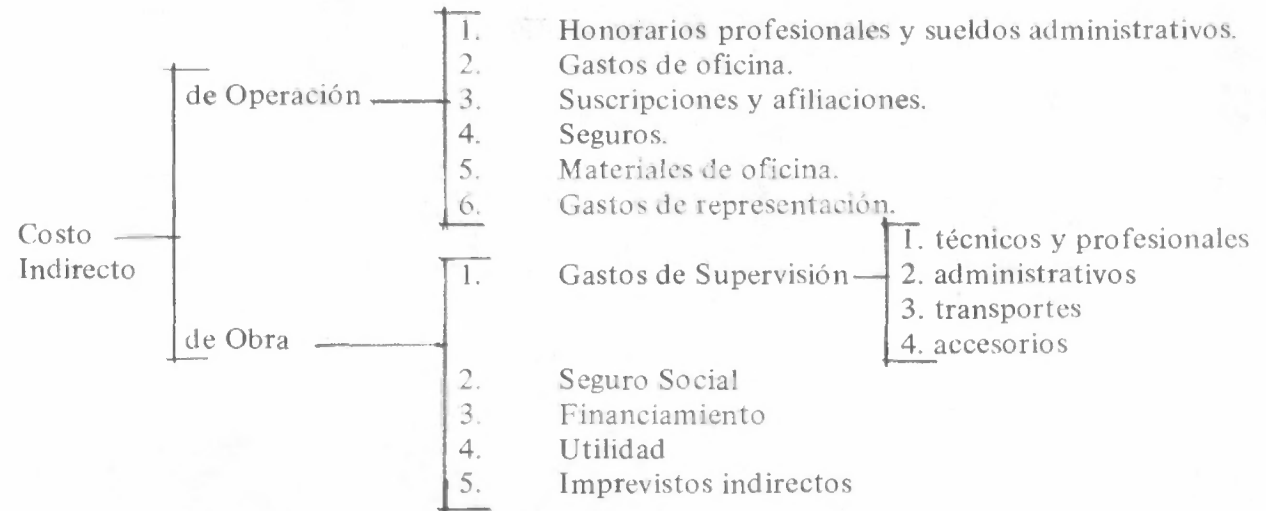 1. Honorarios profesionales y sueldos administrativos.
2. Gastos de oficina.
de Operación
3. Suscripciones y afiliaciones.
4. Seguros.
5. Materiales de oficina.
6. Gastos de representación.
Costo
Indirecto
1. Gastos de Supervisión
1. técnicos y profesionales
2. administrativos
3. transportes
4. accesorios
de Obra
2. Seguro Social
3. Financiamiento
4. Utilidad
5. Imprevistos indirectos